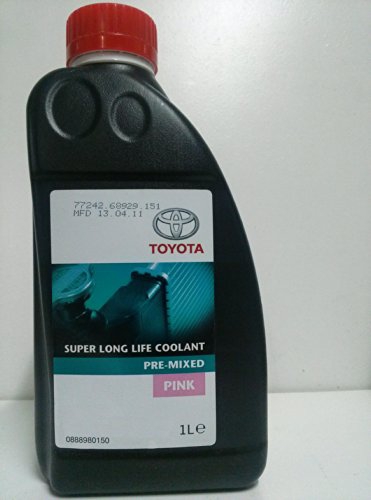 77242.68929.151
MFD 13.04.11
TOYOTA
SUPER LONG LIFE COOLANT
PRE-MIXED
PINK
1L℮
0888980150